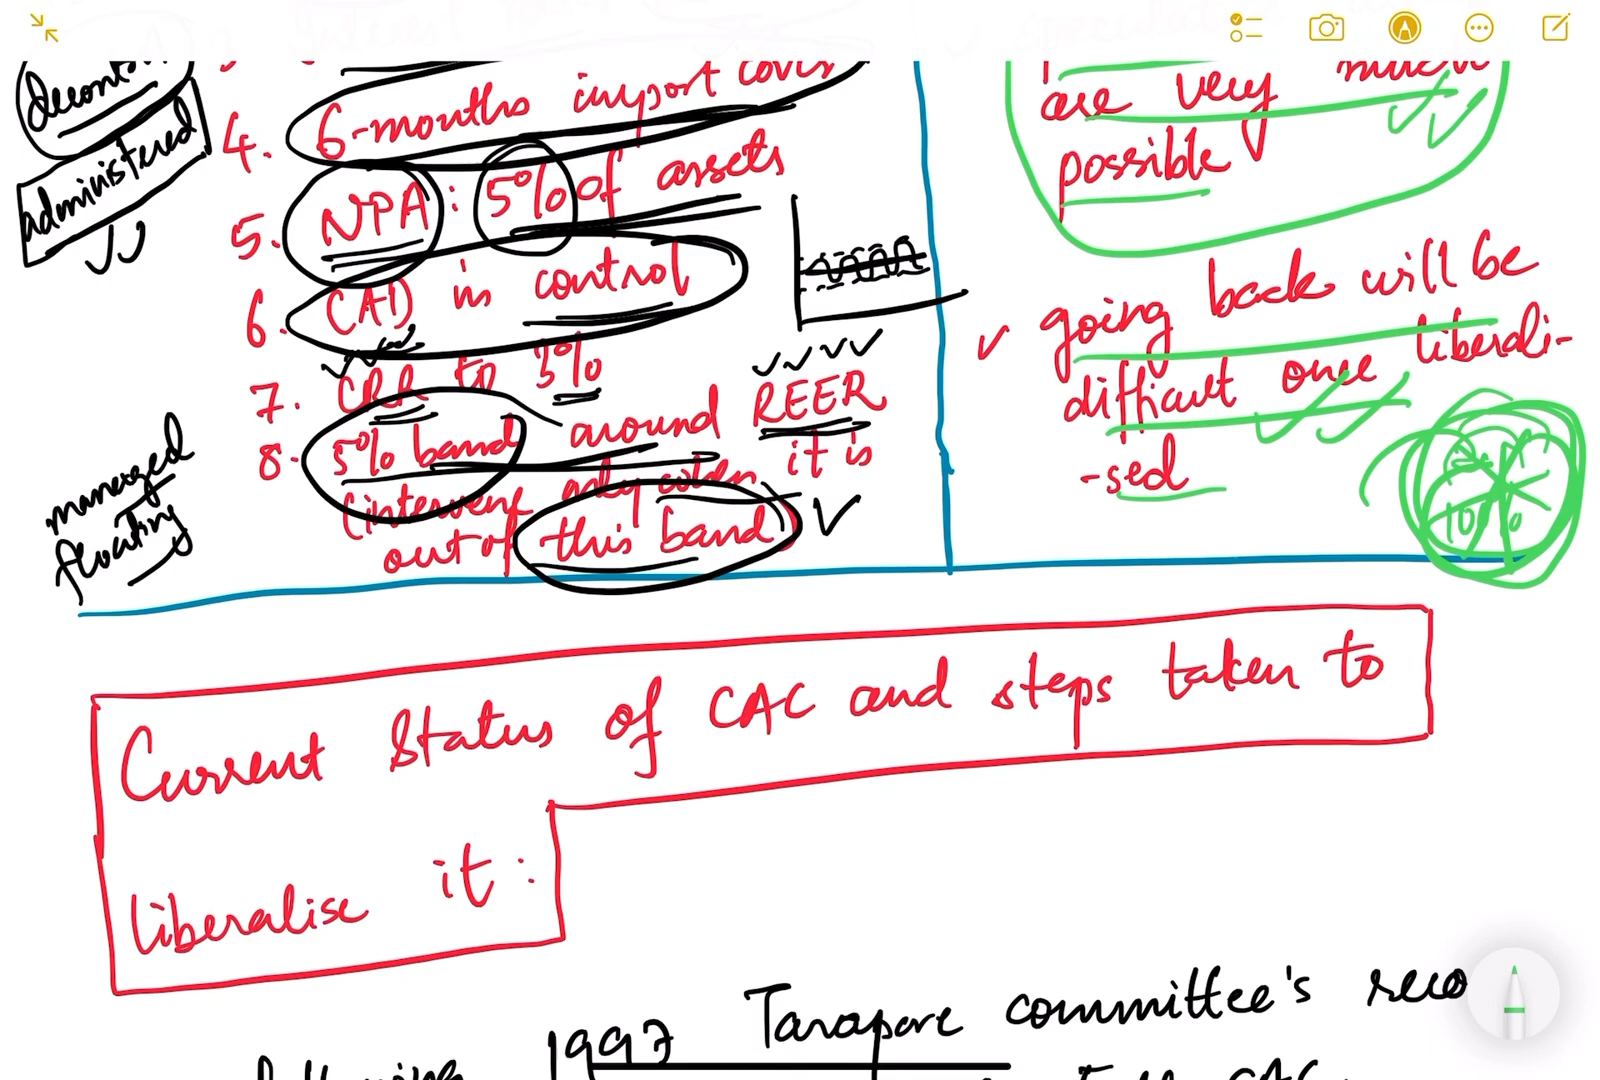 administered
4. 6-months import cover
5. NPA: 5% of assets
6. CAD in control
7. CRR to 3%
8. 5% band around REER
(intervene only when it is
out of this band)
managed
floating
are very much
possible
going back will be
difficult once liberali-
-sed
100%
Current Status of CAC and steps taken to
liberalise it:
1997 Tarapore committee's reco